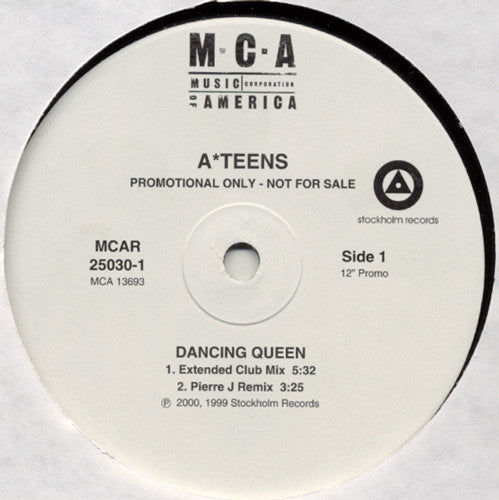 M·C·A
MUSIC CORPORATION
OF AMERICA
A*TEENS
PROMOTIONAL ONLY - NOT FOR SALE
stockholm records
MCAR
25030-1
MCA 13693
Side 1
12" Promo
DANCING QUEEN
1. Extended Club Mix 5:32
2. Pierre J Remix 3:25
℗ 2000, 1999 Stockholm Records